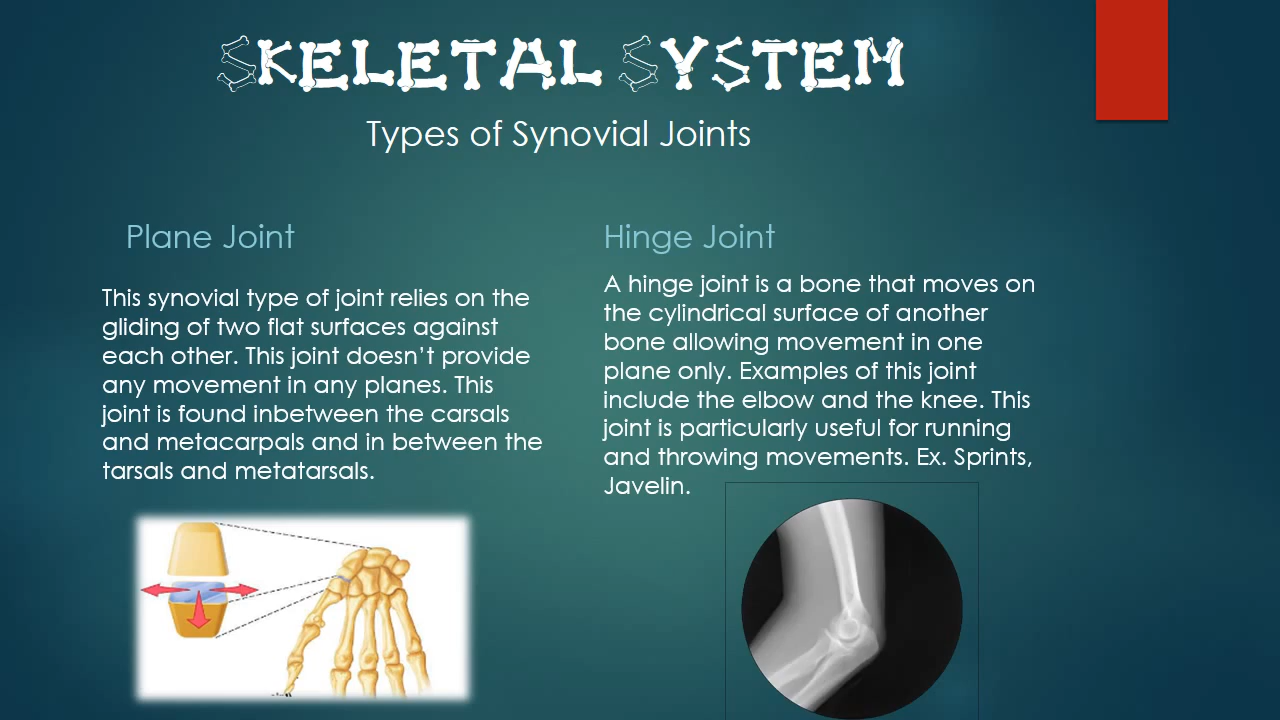 Skeletal System
Types of Synovial Joints
Plane Joint
This synovial type of joint relies on the
gliding of two flat surfaces against
each other. This joint doesn’t provide
any movement in any planes. This
joint is found inbetween the carsals
and metacarpals and in between the
tarsals and metatarsals.
Hinge Joint
A hinge joint is a bone that moves on
the cylindrical surface of another
bone allowing movement in one
plane only. Examples of this joint
include the elbow and the knee. This
joint is particularly useful for running
and throwing movements. Ex. Sprints,
Javelin.